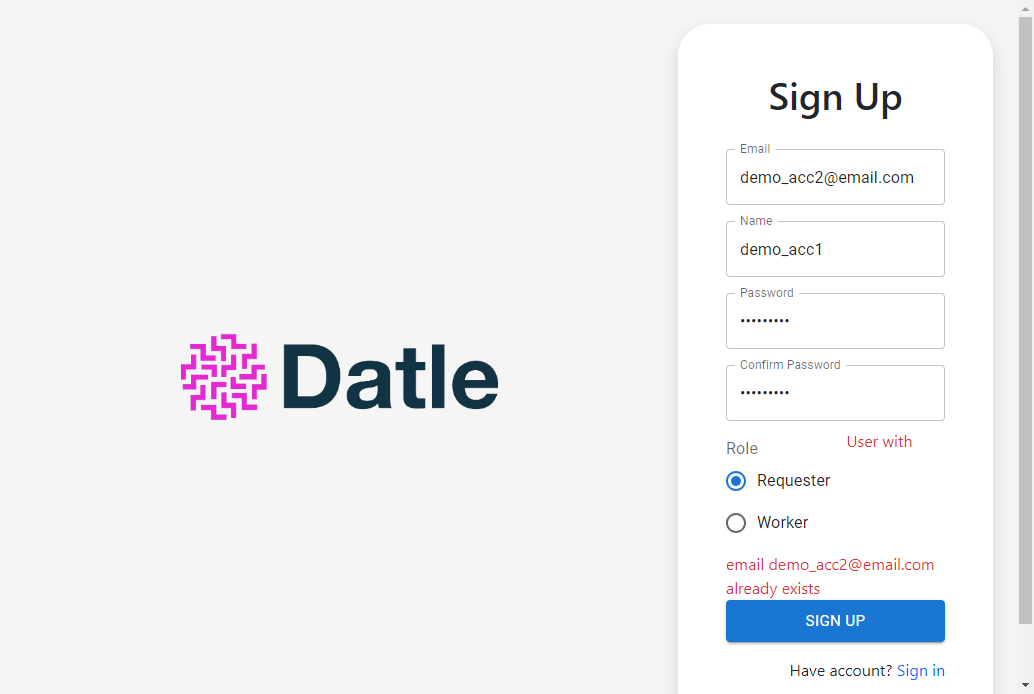 Datle
Sign Up
Email
demo_acc2@email.com
Name
demo_acc1
Password
•••••••••
Confirm Password
•••••••••
Role
User with
Requester
Worker
email demo_acc2@email.com
already exists
SIGN UP
Have account? Sign in